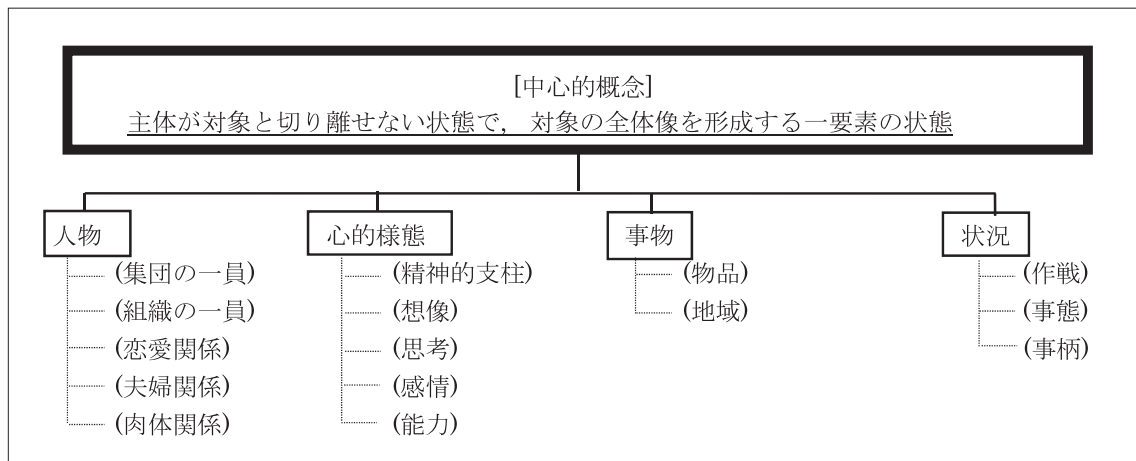 [中心的概念]
主体が対象と切り離せない状態で，対象の全体像を形成する一要素の状態
人物
(集団の一員)
(組織の一員)
(恋愛関係)
(夫婦関係)
(肉体関係)
心的様態
(精神的支柱)
(想像)
(思考)
(感情)
(能力)
事物
(物品)
(地域)
状況
(作戦)
(事態)
(事柄)